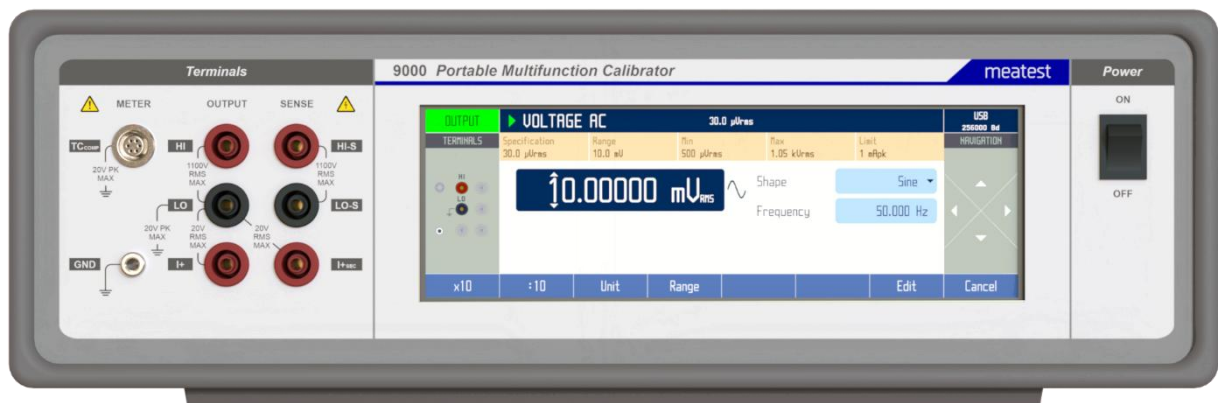 Terminals
9000 Portable Multifunction Calibrator
meatest
Power
METER
OUTPUT
SENSE
TCCOMP
HI
HI-S
20V PK
MAX
1100V
RMS
MAX
1100V
RMS
MAX
LO
LO-S
20V PK
MAX
20V
RMS
MAX
20V
RMS
MAX
GND
I+
OUTPUT
VOLTAGE AC
30.0 µVrms
USB
256000 Bd
TERMINALS
Specification
Range
Min
Max
Limit
NAVIGATION
30.0 µVrms
10.0 mV
500 µVrms
1.05 kVrms
1 mApk
HI
LO
10.00000 mVRMS
Shape
Sine
Frequency
50.000 Hz
x10
:10
Unit
Range
Edit
Cancel
ON
OFF